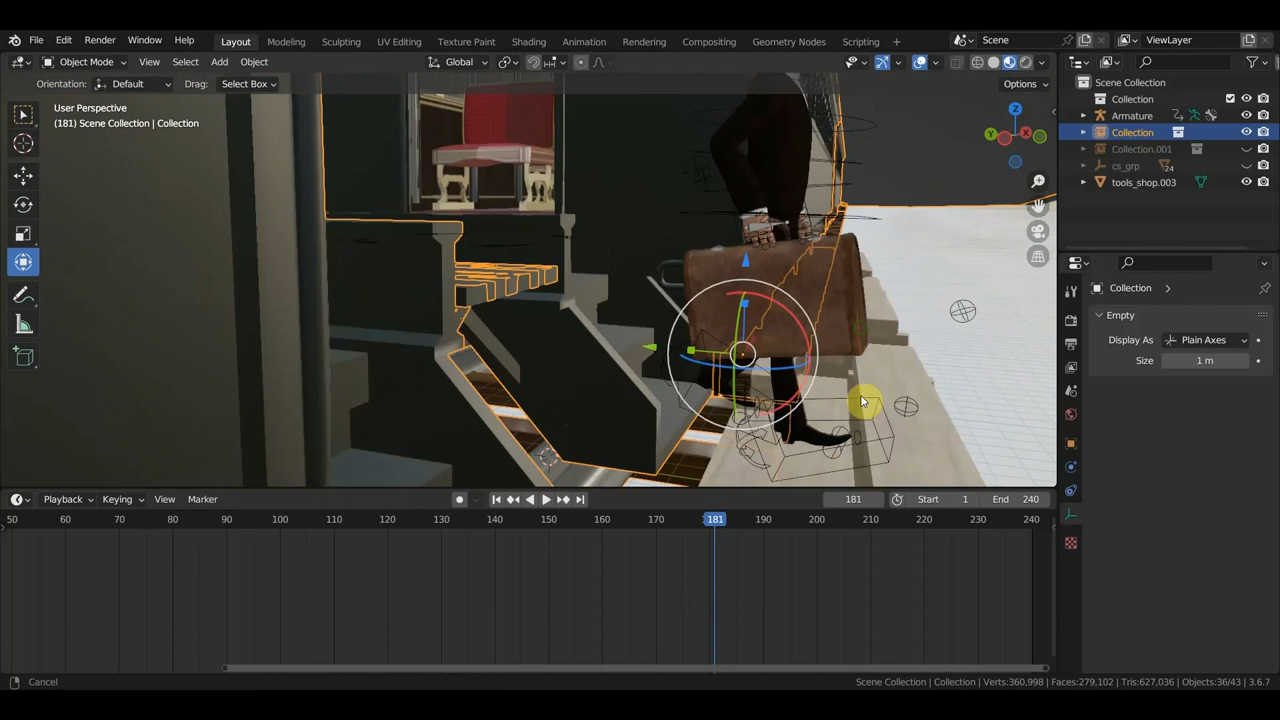 File Edit Render Window Help Layout Modeling Sculpting UV Editing Texture Paint Shading Animation Rendering Compositing Geometry Nodes Scripting + Scene ViewLayer
Object Mode View Select Add Object Global
Orientation: Default Drag: Select Box Options
User Perspective
(181) Scene Collection | Collection
Z
Y X
Scene Collection
Collection
Armature
Collection
Collection.001
cs_grp 24
tools_shop.003
Collection
Empty
Display As Plain Axes
Size 1 m
Playback Keying View Marker 181 Start 1 End 240
50 60 70 80 90 100 110 120 130 140 150 160 170 181 190 200 210 220 230 240
Cancel Scene Collection | Collection | Verts:360,998 | Faces:279,102 | Tris:627,036 | Objects:36/43 | 3.6.7